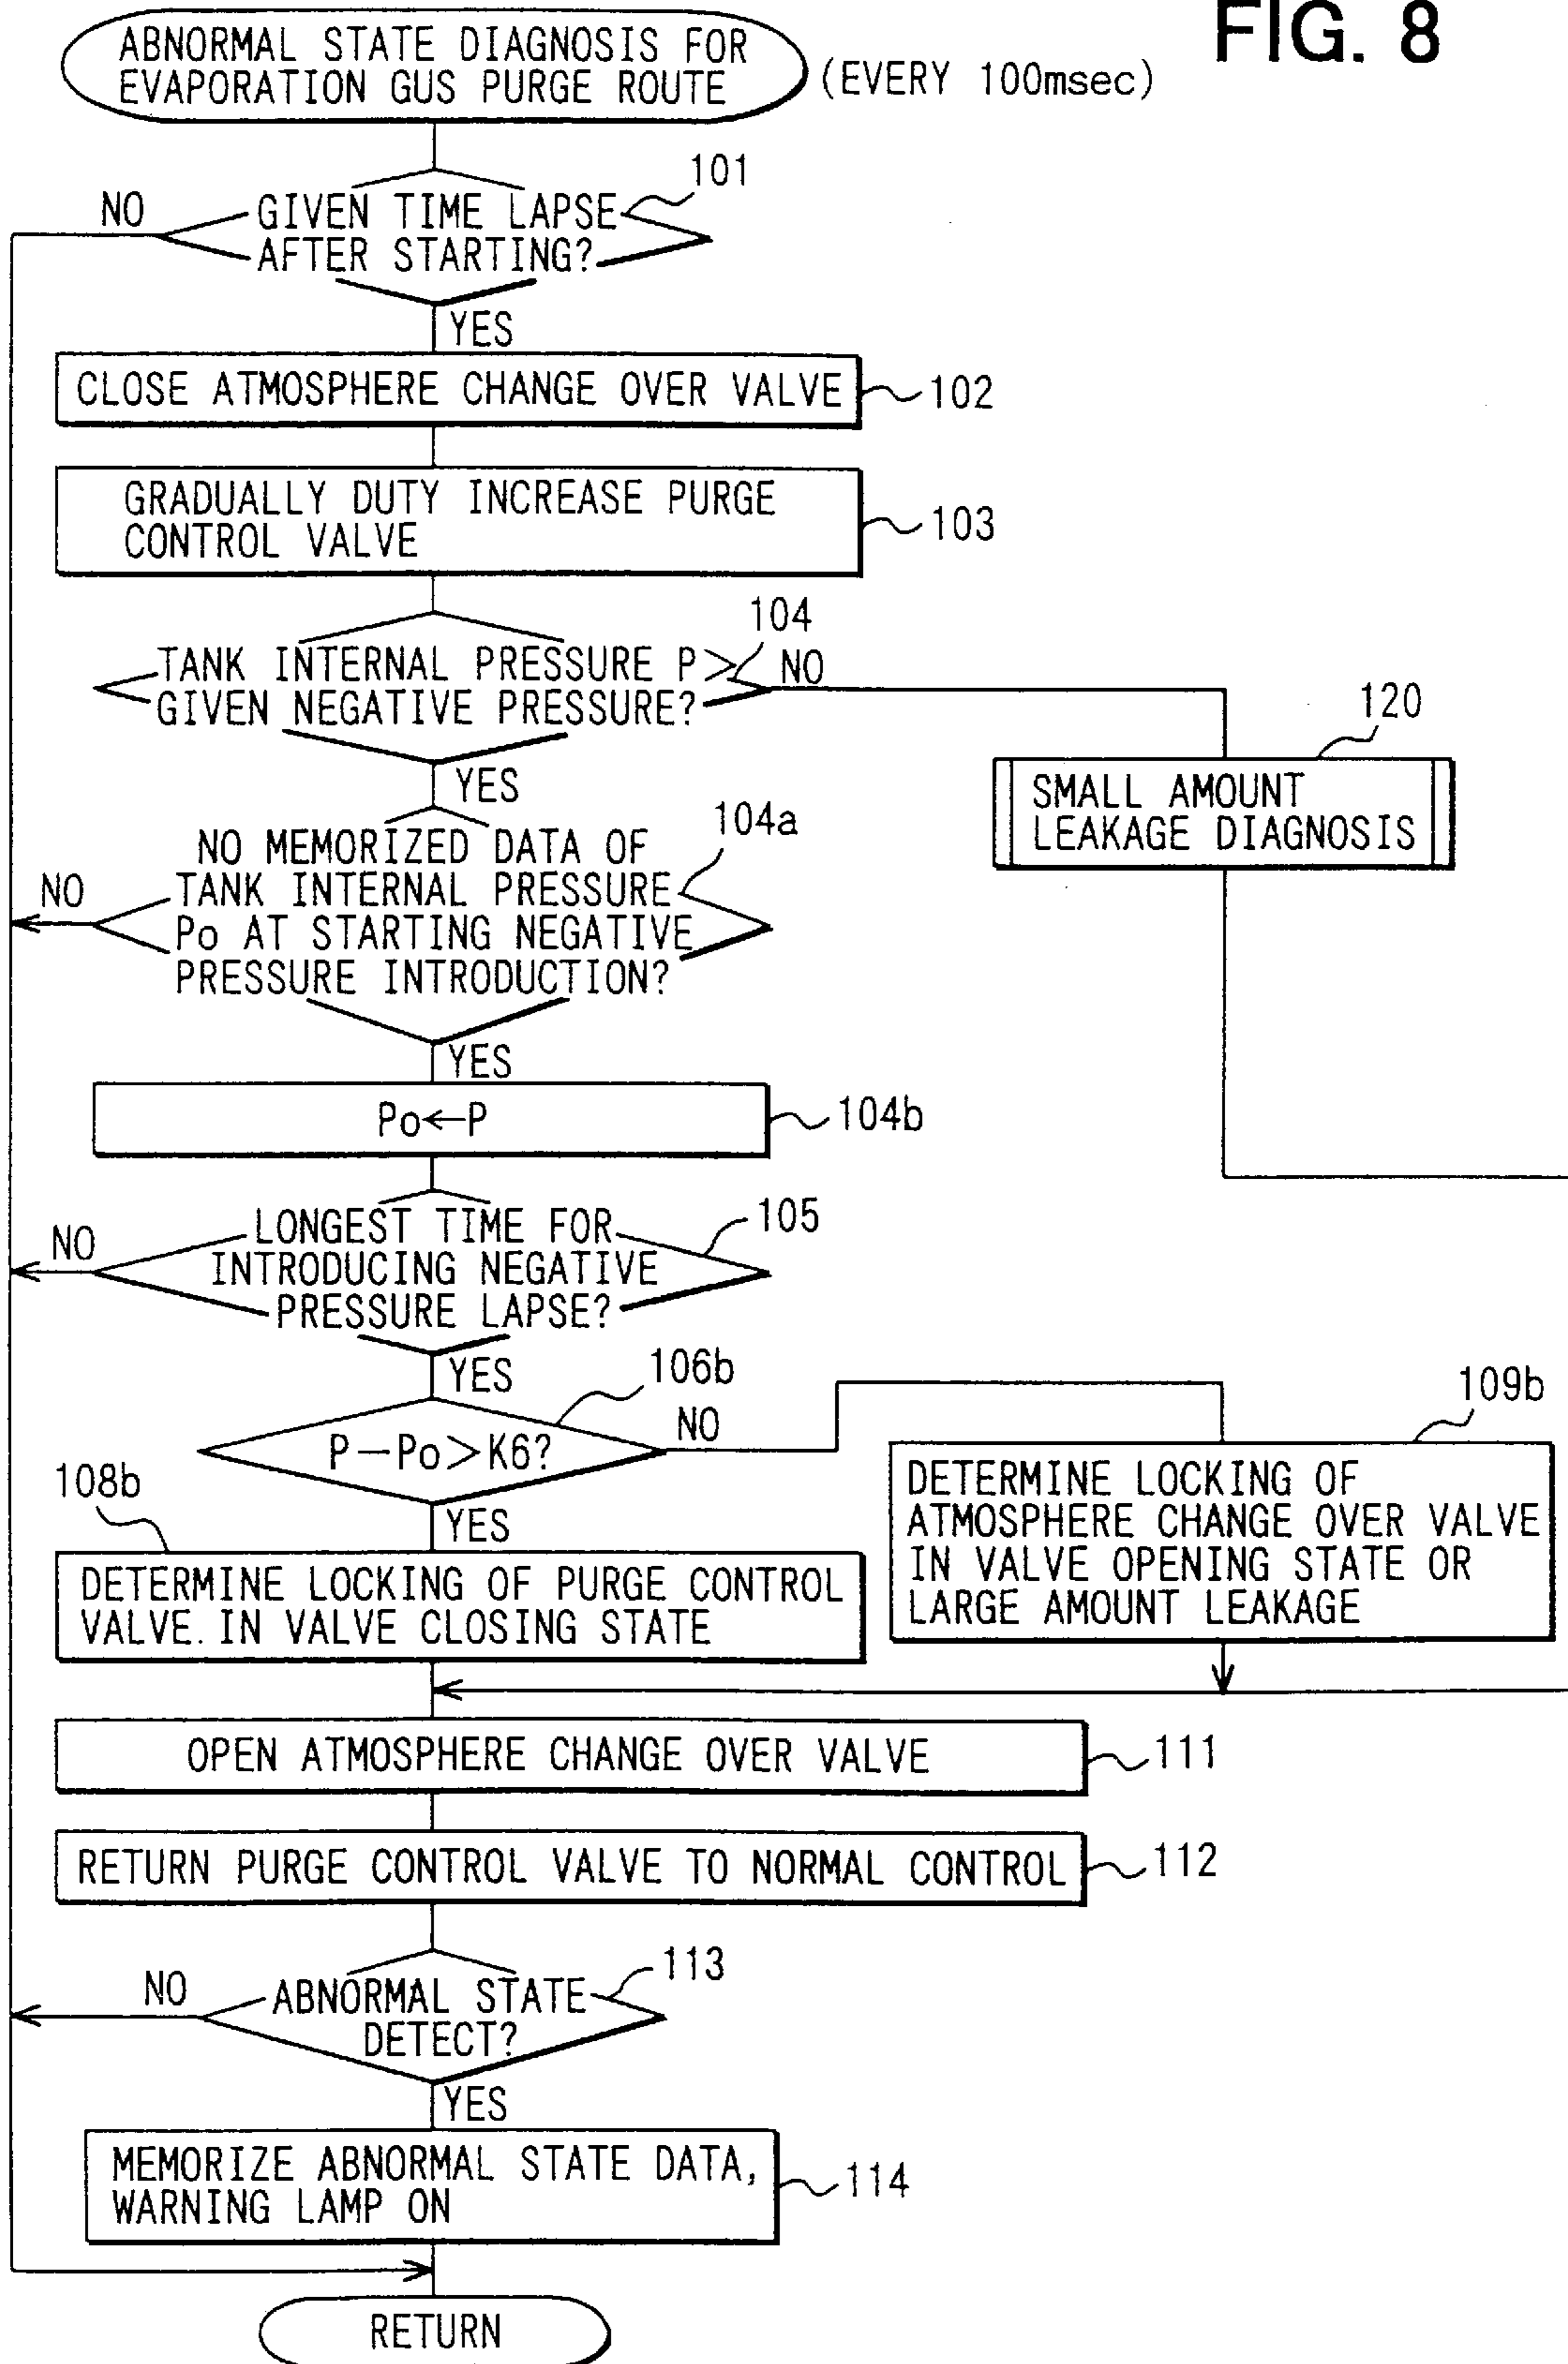 FIG. 8
ABNORMAL STATE DIAGNOSIS FOR
EVAPORATION GUS PURGE ROUTE
(EVERY 100msec)
101
NO
GIVEN TIME LAPSE
AFTER STARTING?
YES
CLOSE ATMOSPHERE CHANGE OVER VALVE
102
GRADUALLY DUTY INCREASE PURGE
CONTROL VALVE
103
104
TANK INTERNAL PRESSURE P>
GIVEN NEGATIVE PRESSURE?
NO
120
SMALL AMOUNT
LEAKAGE DIAGNOSIS
YES
104a
NO MEMORIZED DATA OF
TANK INTERNAL PRESSURE
Po AT STARTING NEGATIVE
PRESSURE INTRODUCTION?
NO
YES
Po←P
104b
LONGEST TIME FOR
INTRODUCING NEGATIVE
PRESSURE LAPSE?
105
NO
YES
106b
P−Po>K6?
NO
109b
DETERMINE LOCKING OF
ATMOSPHERE CHANGE OVER VALVE
IN VALVE OPENING STATE OR
LARGE AMOUNT LEAKAGE
108b
YES
DETERMINE LOCKING OF PURGE CONTROL
VALVE. IN VALVE CLOSING STATE
OPEN ATMOSPHERE CHANGE OVER VALVE
111
RETURN PURGE CONTROL VALVE TO NORMAL CONTROL
112
113
NO
ABNORMAL STATE
DETECT?
YES
MEMORIZE ABNORMAL STATE DATA,
WARNING LAMP ON
114
RETURN